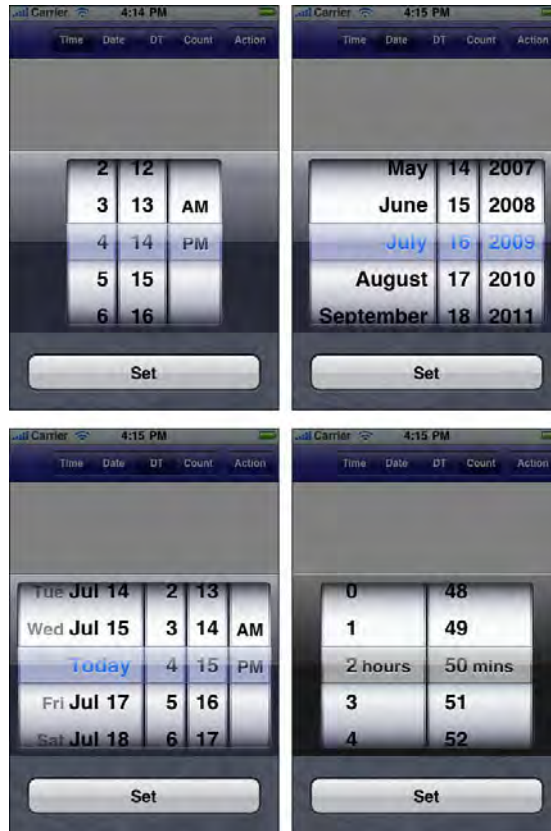 Carrier 4:14 PM
Time Date DT Count Action
2 12
3 13 AM
4 14 PM
5 15
6 16
Set
Carrier 4:15 PM
Time Date DT Count Action
May 14 2007
June 15 2008
July 16 2009
August 17 2010
September 18 2011
Set
Carrier 4:15 PM
Time Date DT Count Action
Tue Jul 14 2 13
Wed Jul 15 3 14 AM
Today 4 15 PM
Fri Jul 17 5 16
Sat Jul 18 6 17
Set
Carrier 4:15 PM
Time Date DT Count Action
0 48
1 49
2 hours 50 mins
3 51
4 52
Set